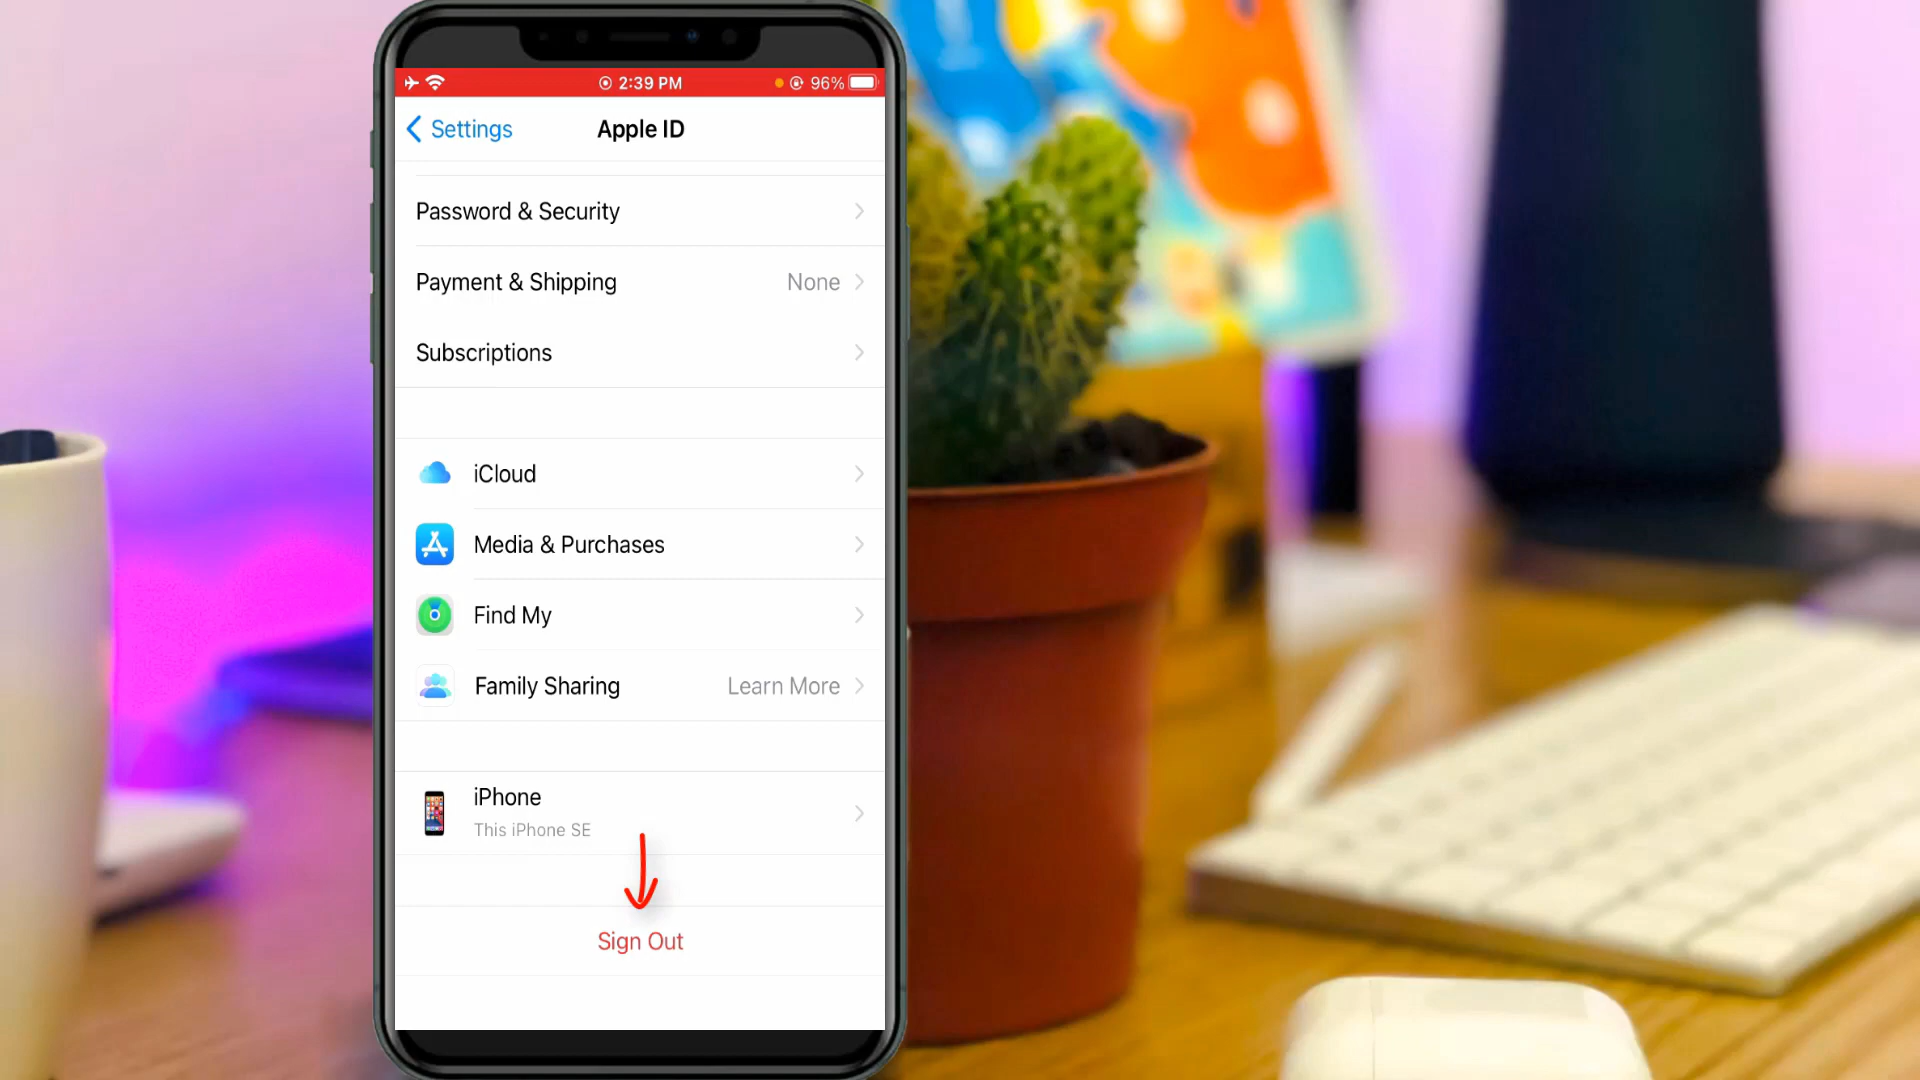 2:39 PM
96%
Settings
Apple ID
Password & Security
Payment & Shipping None
Subscriptions
iCloud
Media & Purchases
Find My
Family Sharing Learn More
iPhone
This iPhone SE
Sign Out